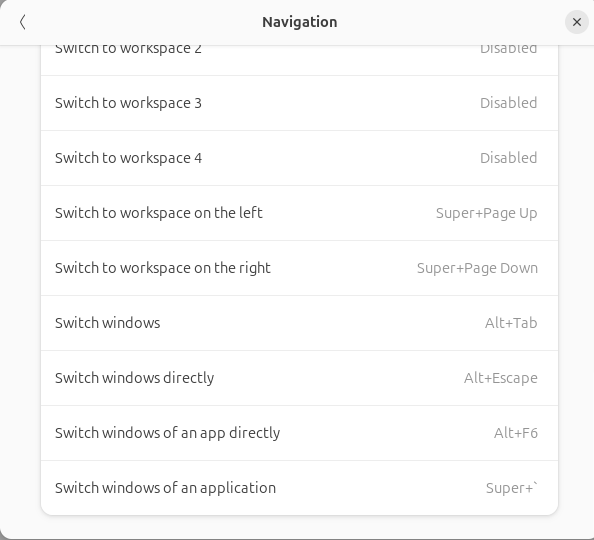 Navigation
Switch to workspace 2 Disabled
Switch to workspace 3 Disabled
Switch to workspace 4 Disabled
Switch to workspace on the left Super+Page Up
Switch to workspace on the right Super+Page Down
Switch windows Alt+Tab
Switch windows directly Alt+Escape
Switch windows of an app directly Alt+F6
Switch windows of an application Super+`